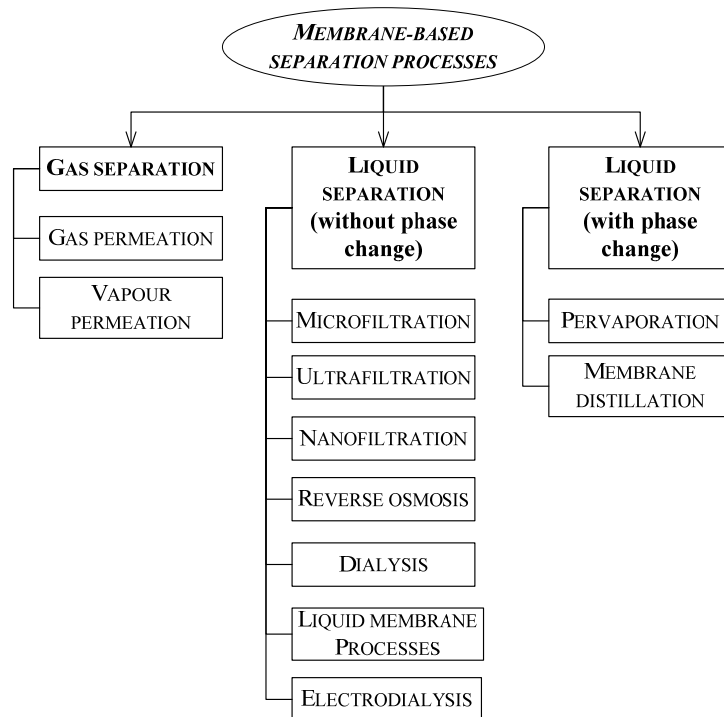 MEMBRANE-BASED
SEPARATION PROCESSES
GAS SEPARATION
GAS PERMEATION
VAPOUR
PERMEATION
LIQUID
SEPARATION
(without phase
change)
MICROFILTRATION
ULTRAFILTRATION
NANOFILTRATION
REVERSE OSMOSIS
DIALYSIS
LIQUID MEMBRANE
PROCESSES
ELECTRODIALYSIS
LIQUID
SEPARATION
(with phase
change)
PERVAPORATION
MEMBRANE
DISTILLATION